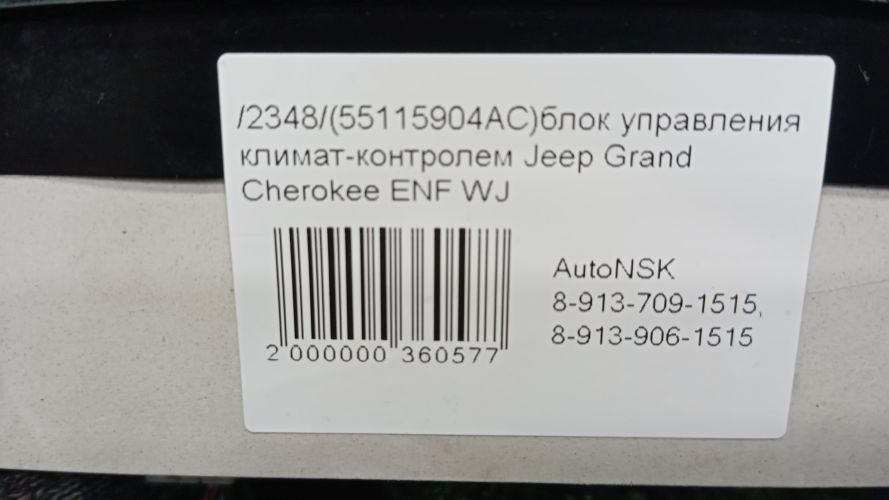 /2348/(55115904AC)блок управления
климат-контролем Jeep Grand
Cherokee ENF WJ
AutoNSK
8-913-709-1515,
8-913-906-1515
2 000000 360577